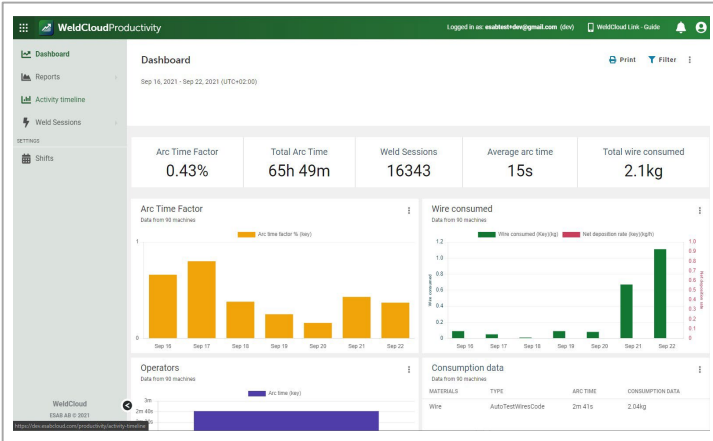 WeldCloudProductivity
Logged in as: esabtest+dev@gmail.com (dev)
WeldCloud Link - Guide
Dashboard
Reports
Activity timeline
Weld Sessions
SETTINGS
Shifts
WeldCloud
ESAB AB © 2021
https://dev.esabcloud.com/productivity/activity-timeline
Dashboard
Print
Filter
Sep 16, 2021 - Sep 22, 2021 (UTC+02:00)
Arc Time Factor
0.43%
Total Arc Time
65h 49m
Weld Sessions
16343
Average arc time
15s
Total wire consumed
2.1kg
Arc Time Factor
Data from 90 machines
Arc time factor % (key)
1
0
Sep 16 Sep 17 Sep 18 Sep 19 Sep 20 Sep 21 Sep 22
Wire consumed
Data from 90 machines
Wire consumed (Key)(kg) Net deposition rate (key)(kg/h)
Wire consumed
1.2
1.0
0.8
0.6
0.4
0.2
0
Net deposition rate
1.0
0.9
0.8
0.7
0.6
0.5
0.4
0.3
0.2
0.1
0
Sep 16 Sep 17 Sep 18 Sep 19 Sep 20 Sep 21 Sep 22
Operators
Data from 90 machines
Arc time (key)
3m
2m 40s
Consumption data
Data from 90 machines
MATERIALS TYPE ARC TIME CONSUMPTION DATA
Wire AutoTestWiresCode 2m 41s 2.04kg